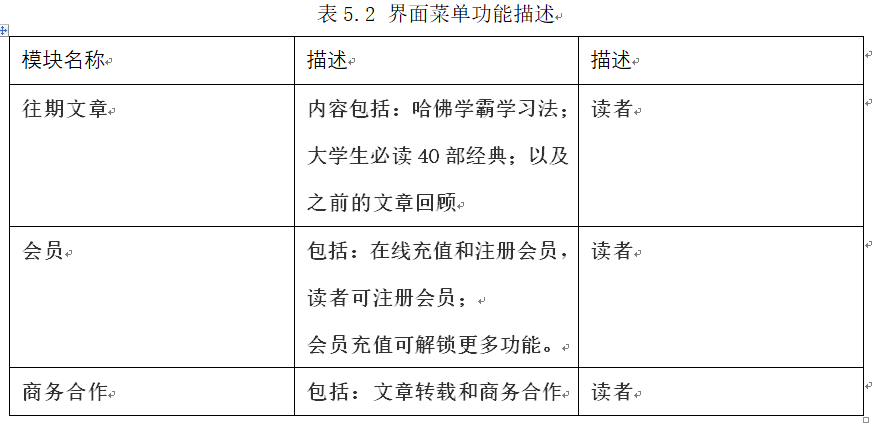 表 5.2 界面菜单功能描述
模块名称 描述 描述
往期文章 内容包括：哈佛学霸学习法； 读者
大学生必读 40 部经典；以及
之前的文章回顾
会员 包括：在线充值和注册会员， 读者
读者可注册会员；
会员充值可解锁更多功能。
商务合作 包括：文章转载和商务合作 读者